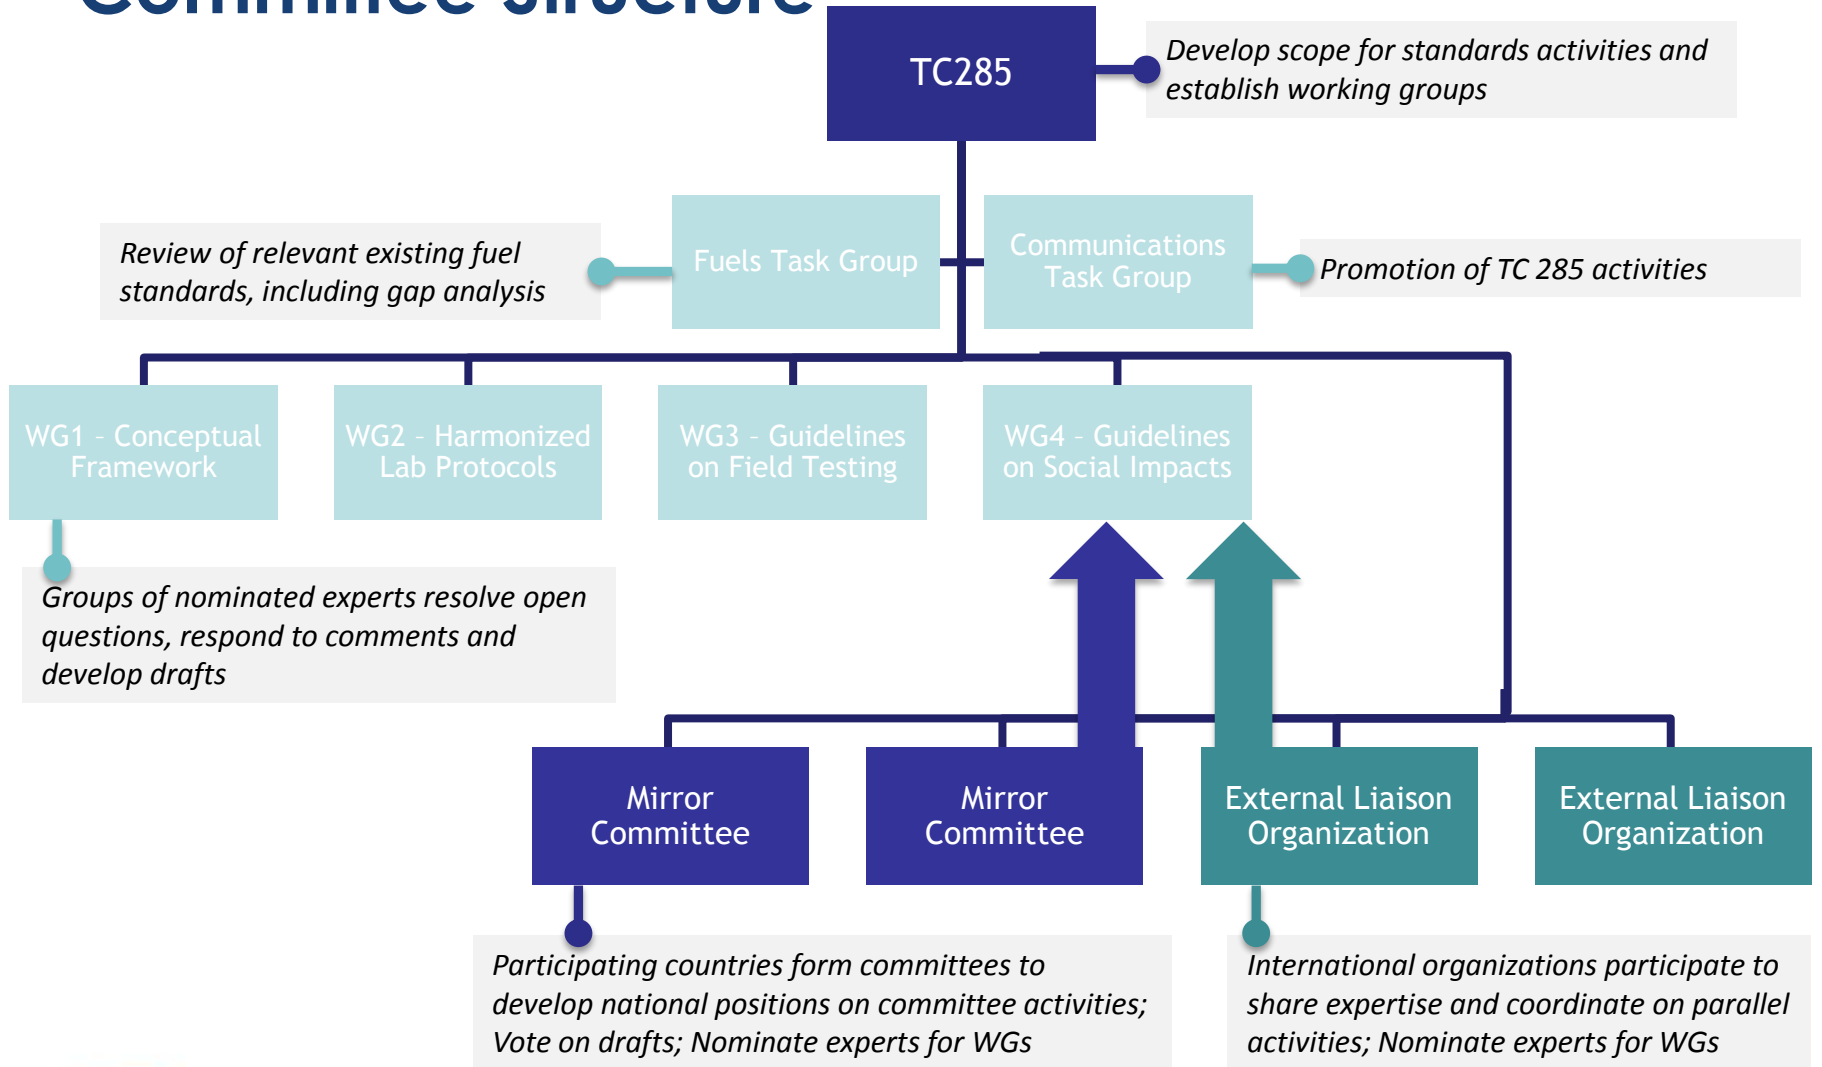 Committee Structure
TC285
Develop scope for standards activities and
establish working groups
Review of relevant existing fuel
standards, including gap analysis
Fuels Task Group
Communications
Task Group
Promotion of TC 285 activities
WG1 – Conceptual
Framework
WG2 – Harmonized
Lab Protocols
WG3 – Guidelines
on Field Testing
WG4 – Guidelines
on Social Impacts
Groups of nominated experts resolve open
questions, respond to comments and
develop drafts
Mirror
Committee
Mirror
Committee
External Liaison
Organization
External Liaison
Organization
Participating countries form committees to
develop national positions on committee activities;
Vote on drafts; Nominate experts for WGs
International organizations participate to
share expertise and coordinate on parallel
activities; Nominate experts for WGs